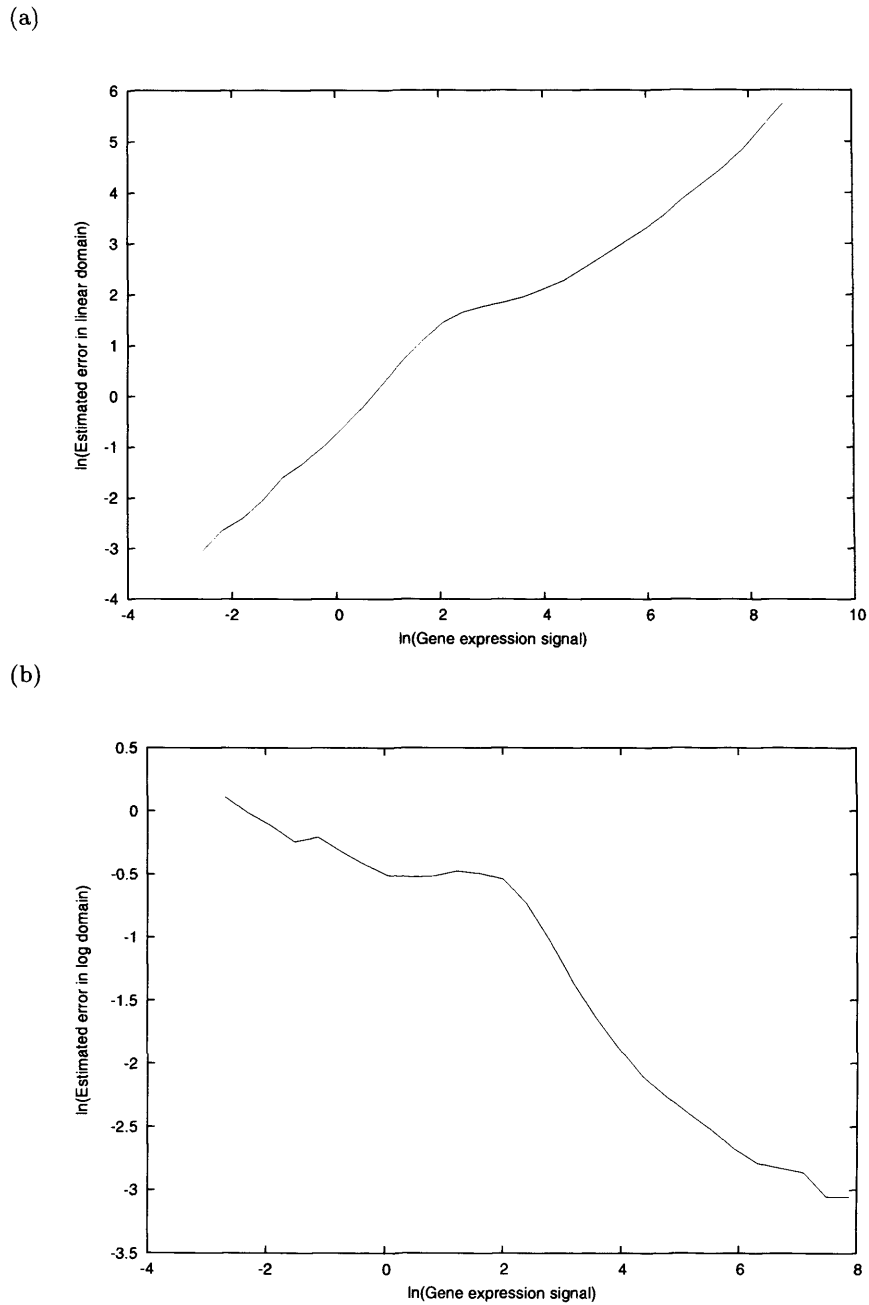 (a)
6
5
4
3
2
1
0
-1
-2
-3
-4
ln(Estimated error in linear domain)
-4 -2 0 2 4 6 8 10
ln(Gene expression signal)
(b)
0.5
0
-0.5
-1
-1.5
-2
-2.5
-3
-3.5
ln(Estimated error in log domain)
-4 -2 0 2 4 6 8
ln(Gene expression signal)